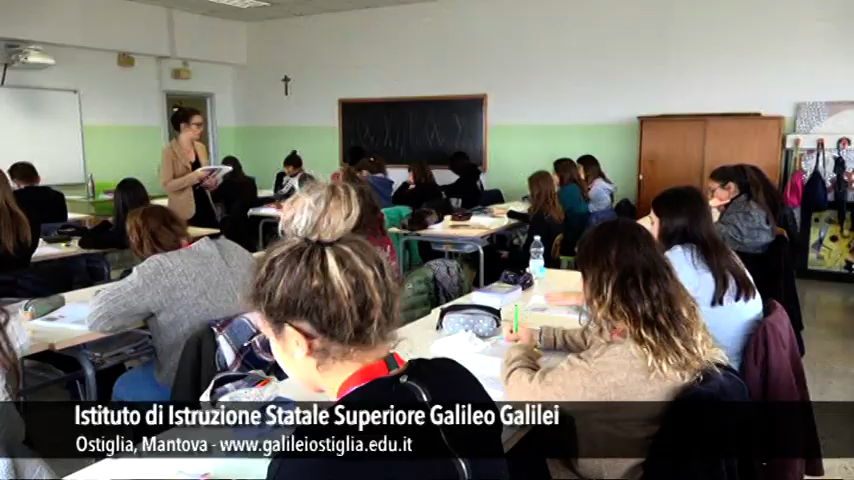 Istituto di Istruzione Statale Superiore Galileo Galilei
Ostiglia, Mantova - www.galileiostiglia.edu.it